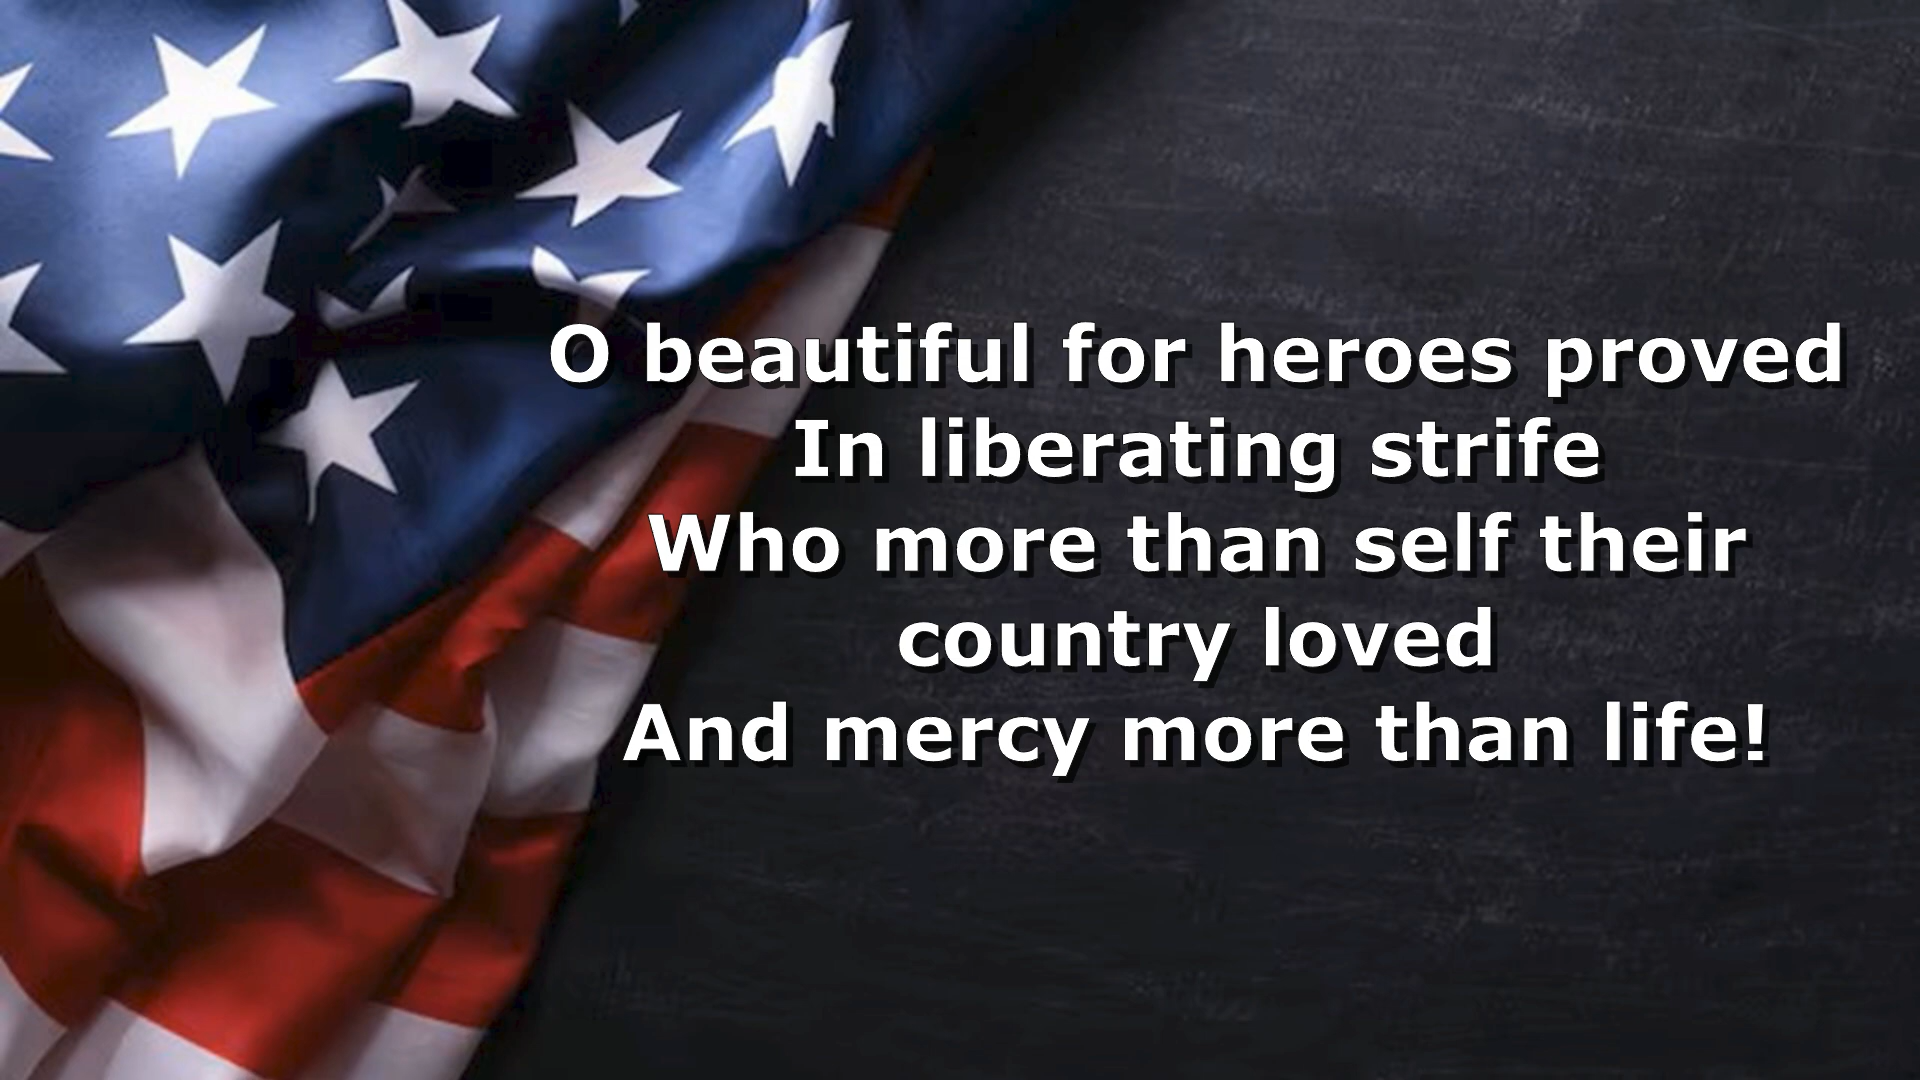 O beautiful for heroes proved
In liberating strife
Who more than self their
country loved
And mercy more than life!